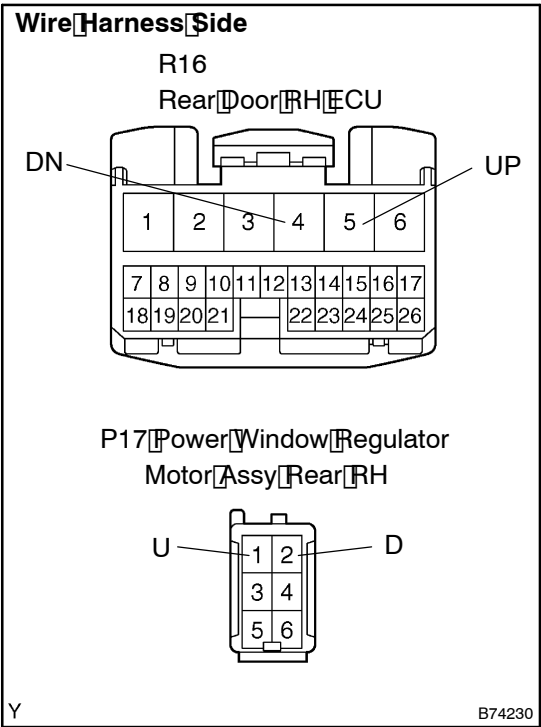 Wire Harness Side
R16
Rear Door RH ECU
DN
UP
1 2 3 4 5 6
7 8 9 10 11 12 13 14 15 16 17
18 19 20 21 22 23 24 25 26
P17 Power Window Regulator
Motor Assy Rear RH
U
D
1 2
3 4
5 6
Y
B74230